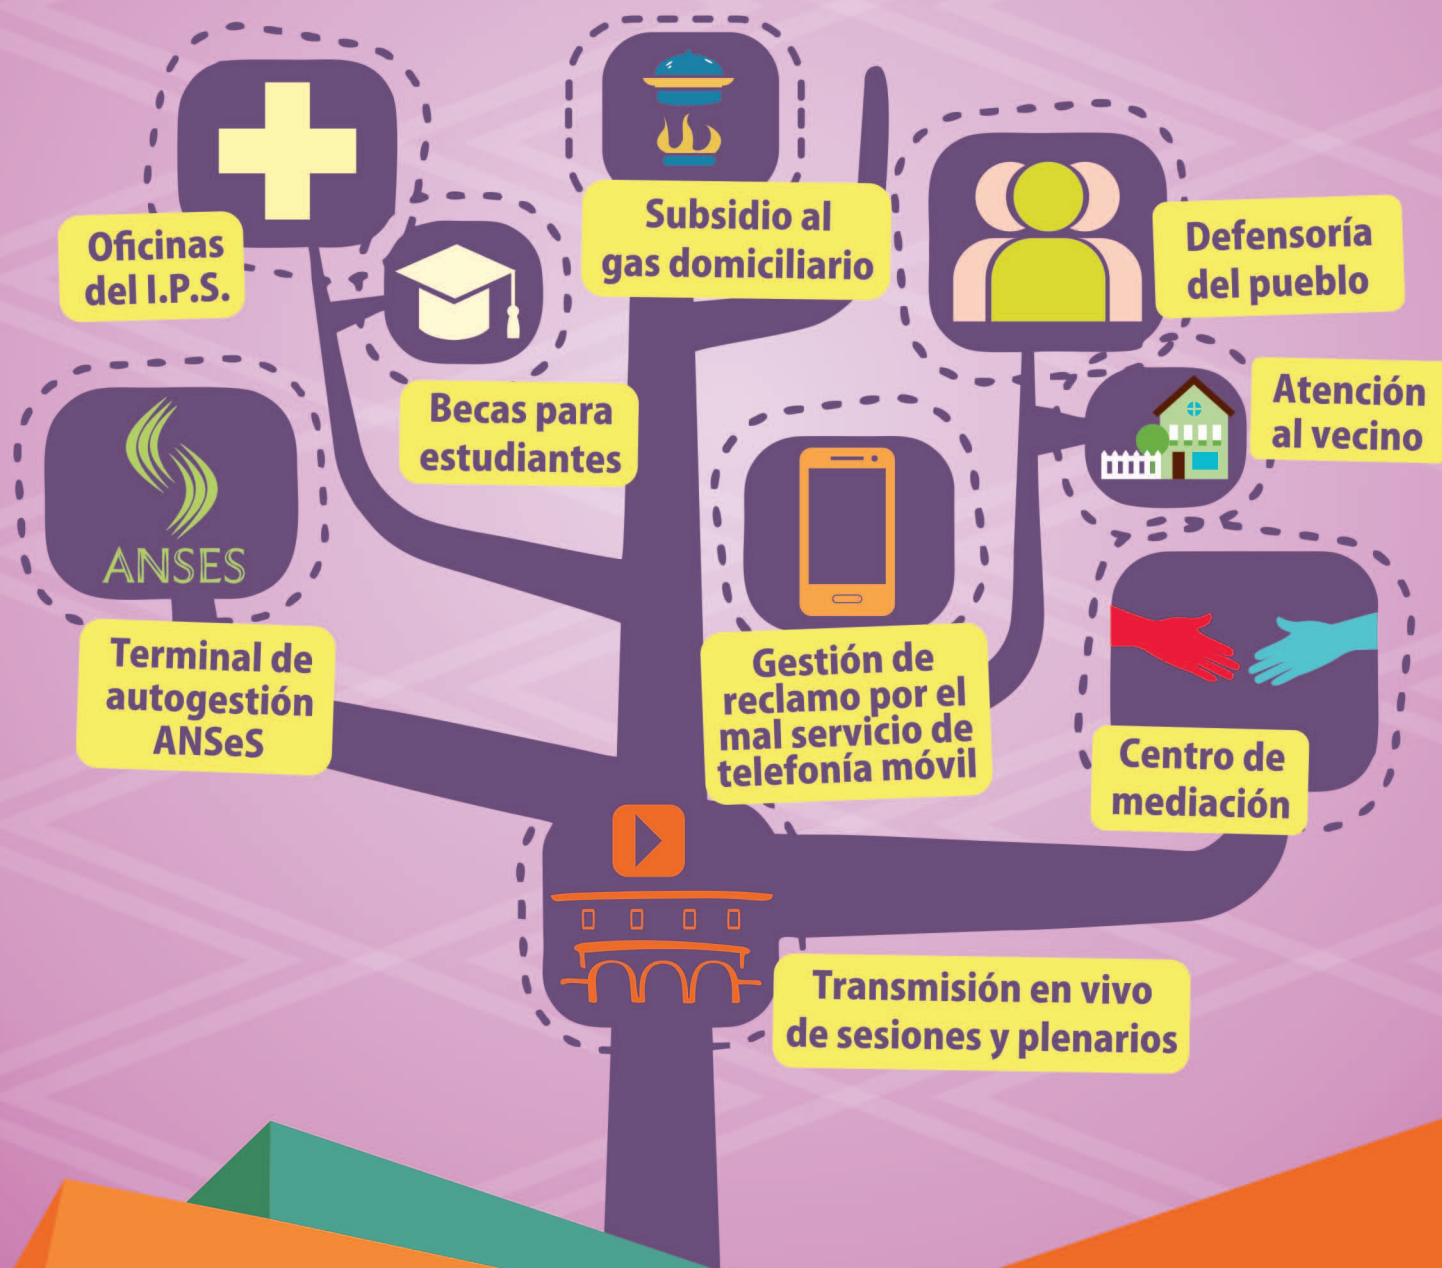 Subsidio al
gas domiciliario
Oficinas
del I.P.S.
Defensoría
del pueblo
Becas para
estudiantes
Atención
al vecino
ANSES
Terminal de
autogestión
ANSeS
Gestión de
reclamo por el
mal servicio de
telefonía móvil
Centro de
mediación
Transmisión en vivo
de sesiones y plenarios